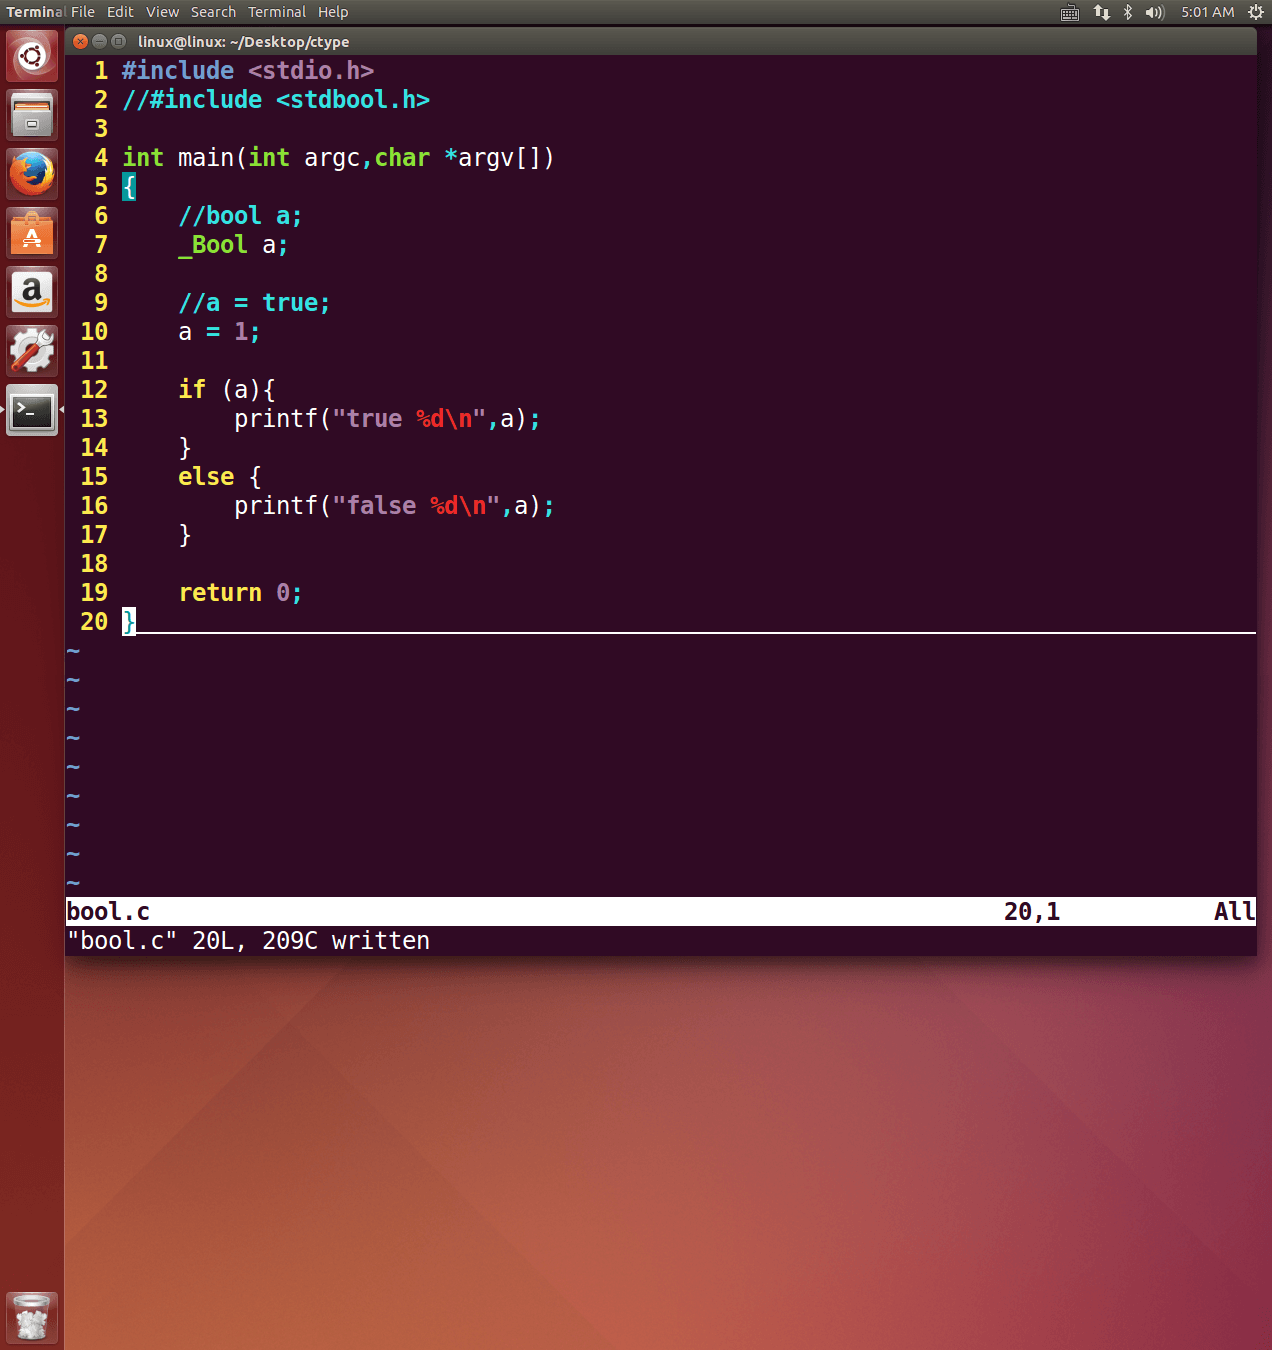 Terminal File Edit View Search Terminal Help 5:01 AM
linux@linux: ~/Desktop/ctype
1 #include <stdio.h>
2 //#include <stdbool.h>
3
4 int main(int argc,char *argv[])
5 {
6     //bool a;
7     _Bool a;
8
9     //a = true;
10     a = 1;
11
12     if (a){
13         printf("true %d\n",a);
14     }
15     else {
16         printf("false %d\n",a);
17     }
18
19     return 0;
20 }
~
~
~
~
~
~
~
~
~
bool.c 20,1 All
"bool.c" 20L, 209C written